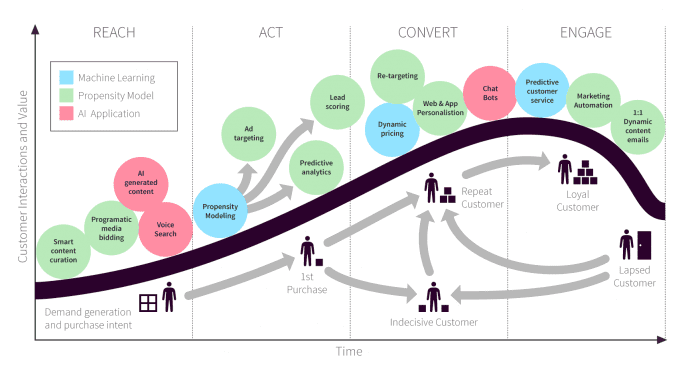 REACH
ACT
CONVERT
ENGAGE
Machine Learning
Propensity Model
AI Application
Customer Interactions and Value
Smart
content
curation
Programatic
media
bidding
AI
generated
content
Voice
Search
Propensity
Modeling
Ad
targeting
Predictive
analytics
Lead
scoring
Re-targeting
Dynamic
pricing
Web & App
Personalistion
Chat
Bots
Predictive
customer
service
Marketing
Automation
1:1
Dynamic
content
emails
Demand generation
and purchase intent
1st
Purchase
Repeat
Customer
Indecisive Customer
Loyal
Customer
Lapsed
Customer
Time